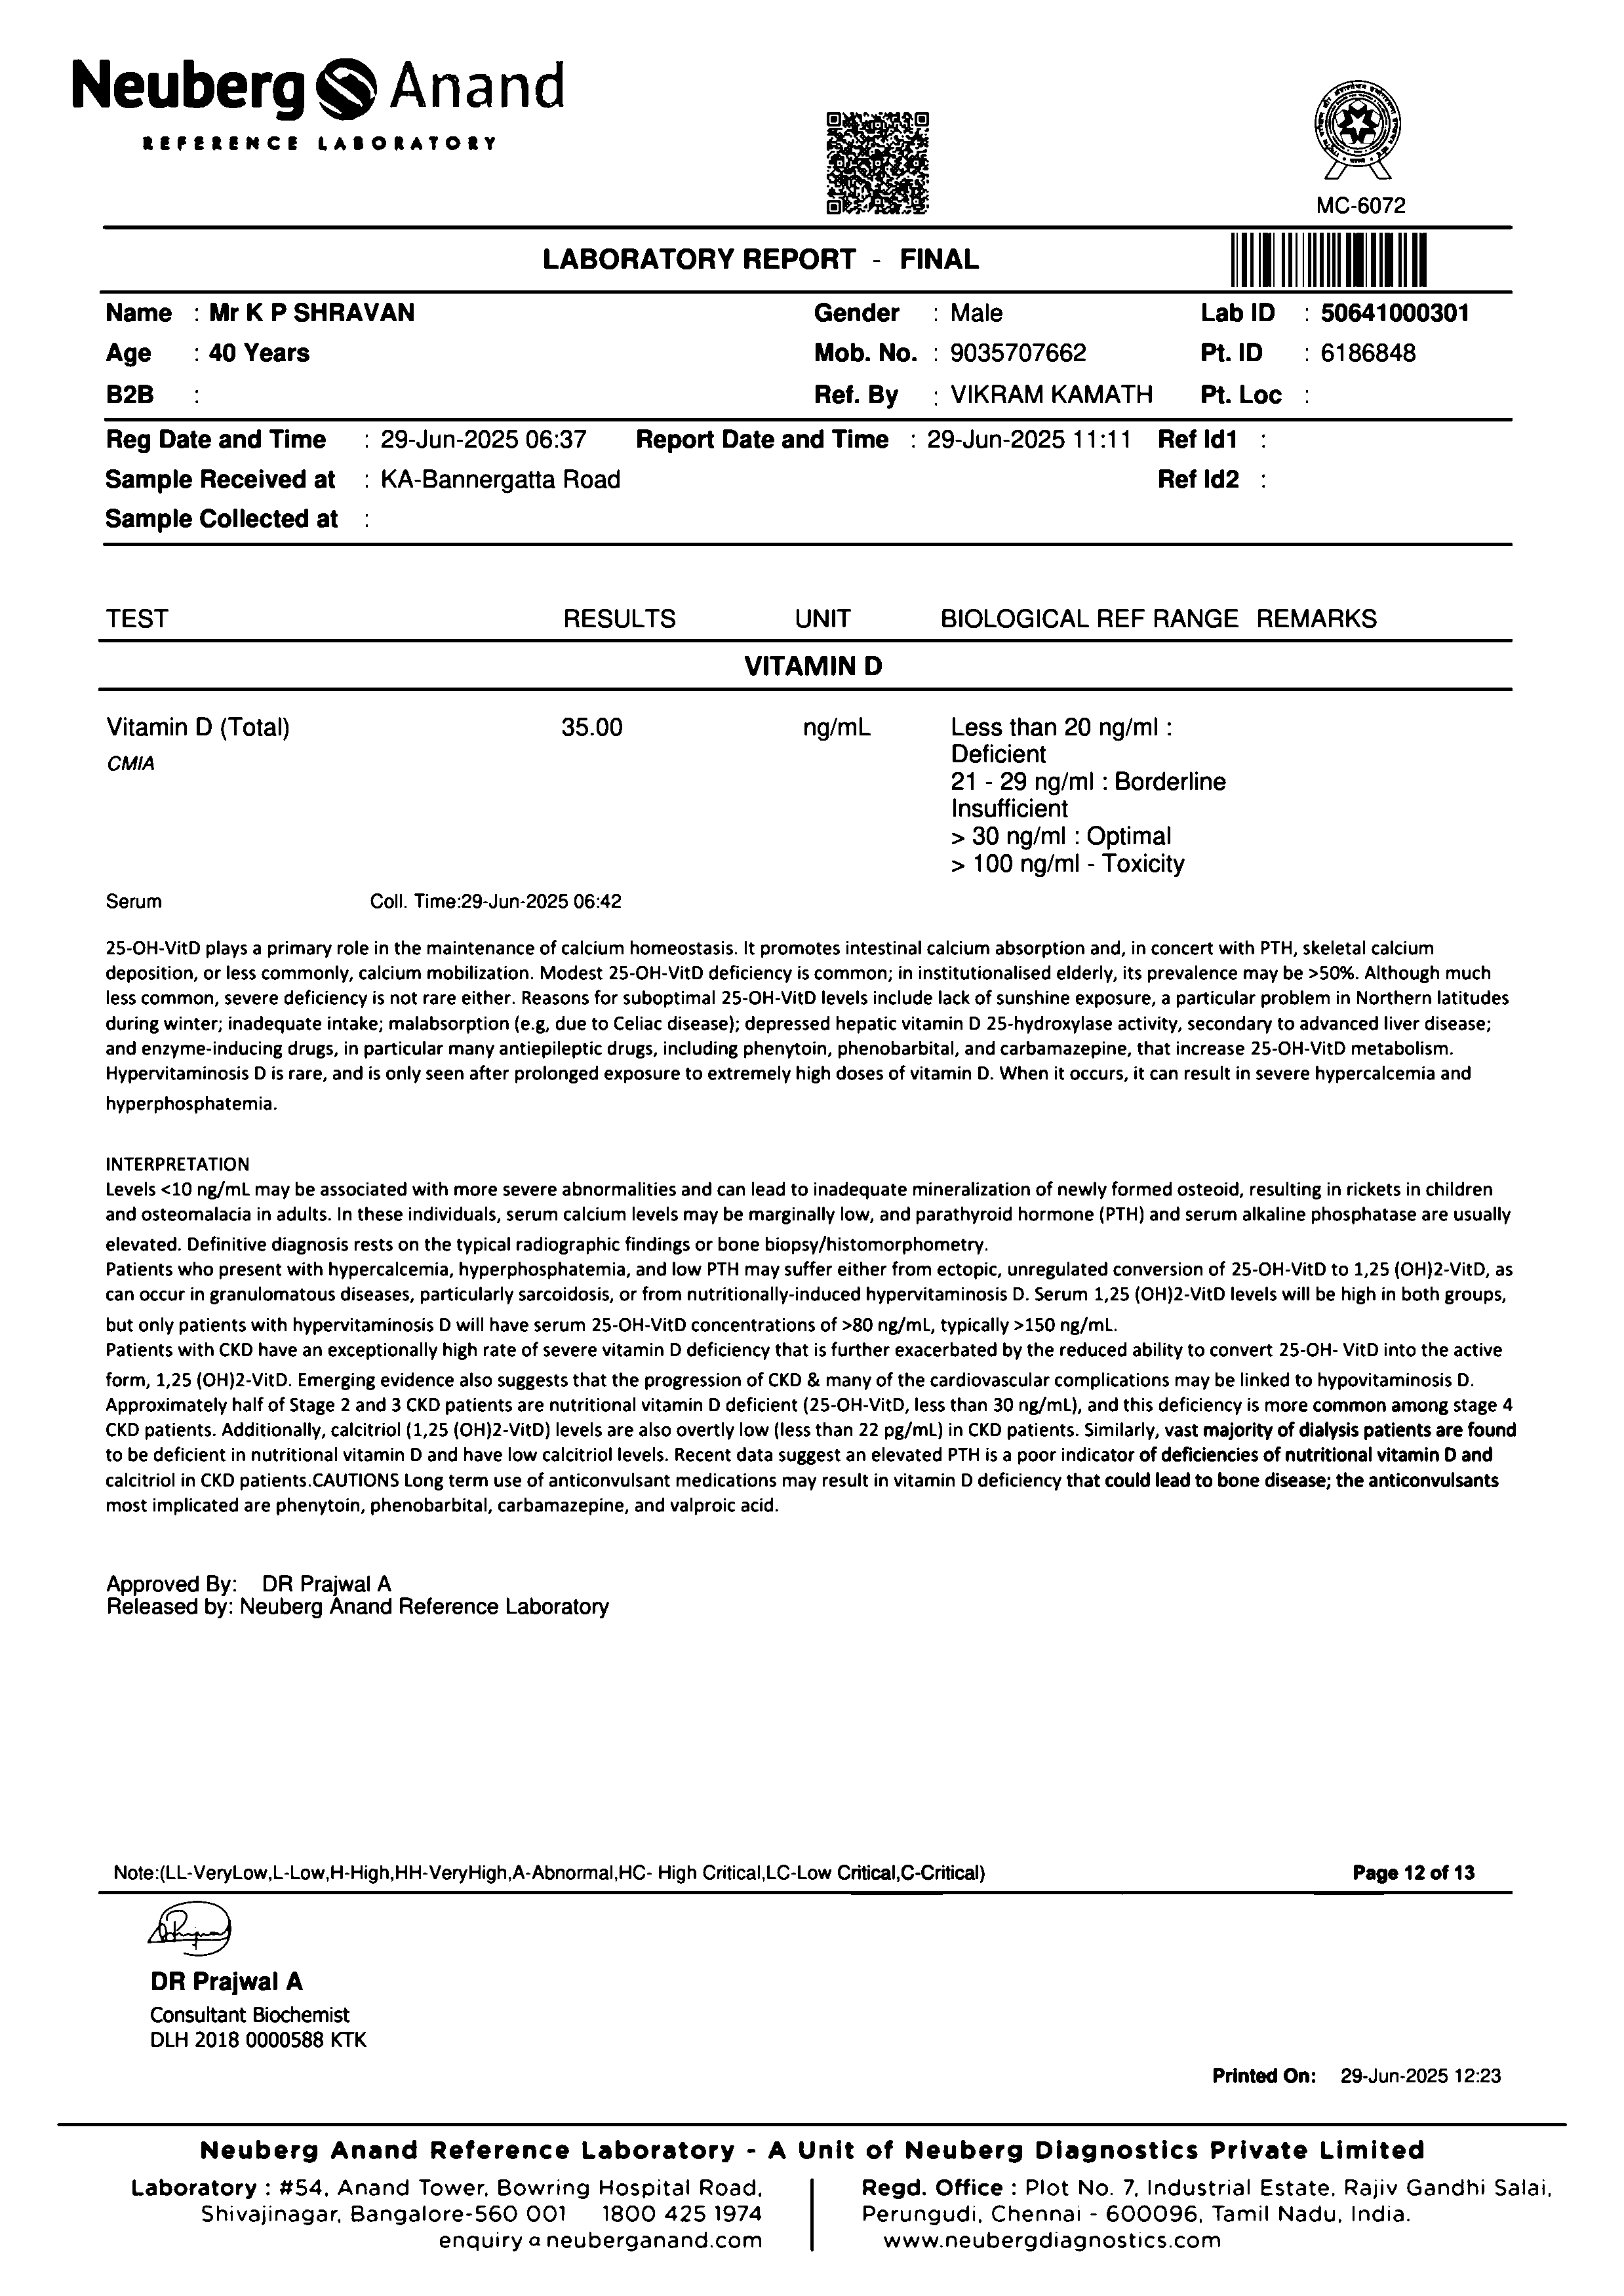 Neuberg Anand
REFERENCE LABORATORY
MC-6072
LABORATORY REPORT - FINAL
Name : Mr K P SHRAVAN Gender : Male Lab ID : 50641000301
Age : 40 Years Mob. No. : 9035707662 Pt. ID : 6186848
B2B : Ref. By : VIKRAM KAMATH Pt. Loc :
Reg Date and Time : 29-Jun-2025 06:37 Report Date and Time : 29-Jun-2025 11:11 Ref Id1 :
Sample Received at : KA-Bannergatta Road Ref Id2 :
Sample Collected at :
TEST RESULTS UNIT BIOLOGICAL REF RANGE REMARKS
VITAMIN D
Vitamin D (Total) 35.00 ng/mL Less than 20 ng/ml :
Deficient
CMIA
21 - 29 ng/ml : Borderline
Insufficient
> 30 ng/ml : Optimal
> 100 ng/ml - Toxicity
Serum Coll. Time:29-Jun-2025 06:42
25-OH-VitD plays a primary role in the maintenance of calcium homeostasis. It promotes intestinal calcium absorption and, in concert with PTH, skeletal calcium
deposition, or less commonly, calcium mobilization. Modest 25-OH-VitD deficiency is common; in institutionalised elderly, its prevalence may be >50%. Although much
less common, severe deficiency is not rare either. Reasons for suboptimal 25-OH-VitD levels include lack of sunshine exposure, a particular problem in Northern latitudes
during winter; inadequate intake; malabsorption (e.g, due to Celiac disease); depressed hepatic vitamin D 25-hydroxylase activity, secondary to advanced liver disease;
and enzyme-inducing drugs, in particular many antiepileptic drugs, including phenytoin, phenobarbital, and carbamazepine, that increase 25-OH-VitD metabolism.
Hypervitaminosis D is rare, and is only seen after prolonged exposure to extremely high doses of vitamin D. When it occurs, it can result in severe hypercalcemia and
hyperphosphatemia.
INTERPRETATION
Levels <10 ng/mL may be associated with more severe abnormalities and can lead to inadequate mineralization of newly formed osteoid, resulting in rickets in children
and osteomalacia in adults. In these individuals, serum calcium levels may be marginally low, and parathyroid hormone (PTH) and serum alkaline phosphatase are usually
elevated. Definitive diagnosis rests on the typical radiographic findings or bone biopsy/histomorphometry.
Patients who present with hypercalcemia, hyperphosphatemia, and low PTH may suffer either from ectopic, unregulated conversion of 25-OH-VitD to 1,25 (OH)2-VitD, as
can occur in granulomatous diseases, particularly sarcoidosis, or from nutritionally-induced hypervitaminosis D. Serum 1,25 (OH)2-VitD levels will be high in both groups,
but only patients with hypervitaminosis D will have serum 25-OH-VitD concentrations of >80 ng/mL, typically >150 ng/mL.
Patients with CKD have an exceptionally high rate of severe vitamin D deficiency that is further exacerbated by the reduced ability to convert 25-OH- VitD into the active
form, 1,25 (OH)2-VitD. Emerging evidence also suggests that the progression of CKD & many of the cardiovascular complications may be linked to hypovitaminosis D.
Approximately half of Stage 2 and 3 CKD patients are nutritional vitamin D deficient (25-OH-VitD, less than 30 ng/mL), and this deficiency is more common among stage 4
CKD patients. Additionally, calcitriol (1,25 (OH)2-VitD) levels are also overtly low (less than 22 pg/mL) in CKD patients. Similarly, vast majority of dialysis patients are found
to be deficient in nutritional vitamin D and have low calcitriol levels. Recent data suggest an elevated PTH is a poor indicator of deficiencies of nutritional vitamin D and
calcitriol in CKD patients.CAUTIONS Long term use of anticonvulsant medications may result in vitamin D deficiency that could lead to bone disease; the anticonvulsants
most implicated are phenytoin, phenobarbital, carbamazepine, and valproic acid.
Approved By: DR Prajwal A
Released by: Neuberg Anand Reference Laboratory
Note:(LL-VeryLow,L-Low,H-High,HH-VeryHigh,A-Abnormal,HC- High Critical,LC-Low Critical,C-Critical) Page 12 of 13
DR Prajwal A
Consultant Biochemist
DLH 2018 0000588 KTK
Printed On: 29-Jun-2025 12:23
Neuberg Anand Reference Laboratory - A Unit of Neuberg Diagnostics Private Limited
Laboratory : #54, Anand Tower, Bowring Hospital Road,
Shivajinagar, Bangalore-560 001 1800 425 1974
enquiry@neuberganand.com
Regd. Office : Plot No. 7, Industrial Estate, Rajiv Gandhi Salai,
Perungudi, Chennai - 600096, Tamil Nadu, India.
www.neubergdiagnostics.com